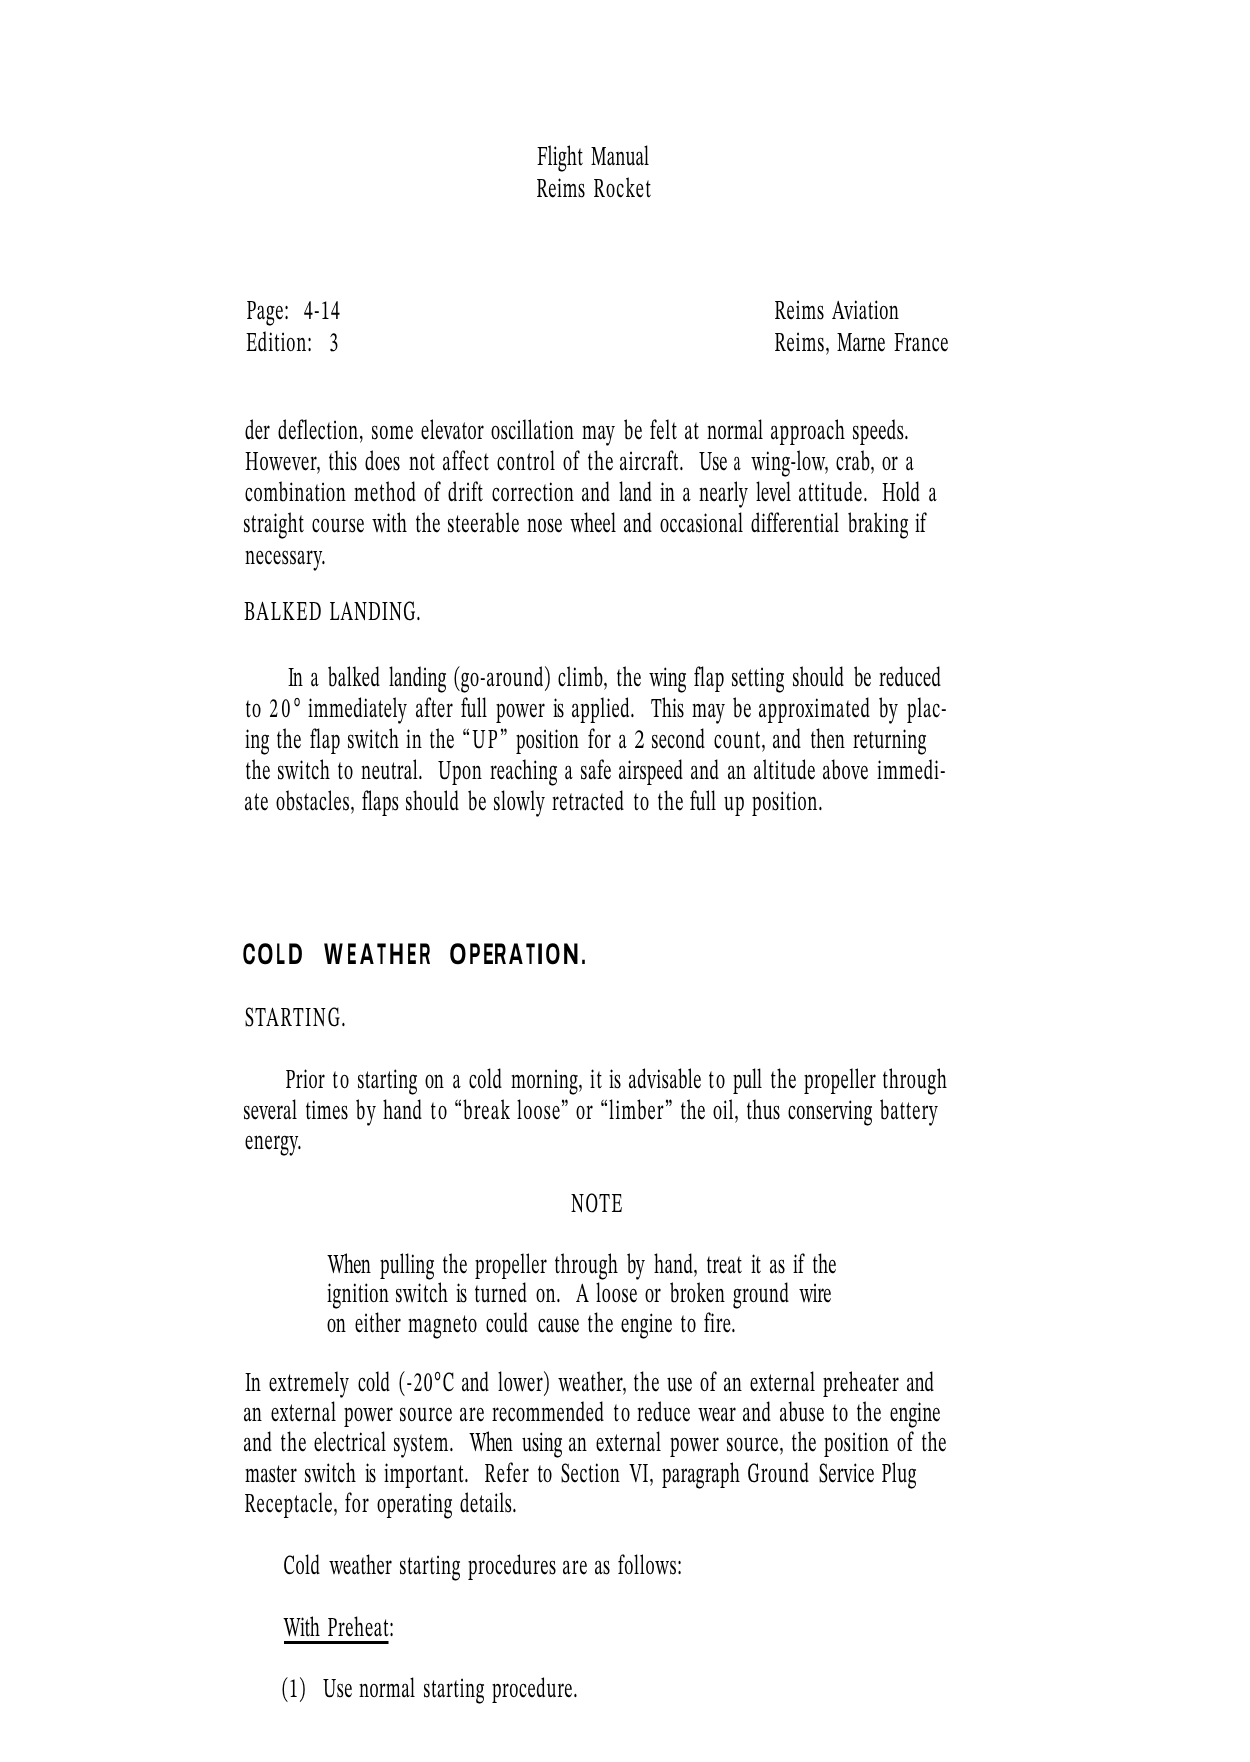 Flight Manual
Reims Rocket
Page: 4-14
Edition: 3
Reims Aviation
Reims, Marne France
der deflection, some elevator oscillation may be felt at normal approach speeds.
However, this does not affect control of the aircraft. Use a wing-low, crab, or a
combination method of drift correction and land in a nearly level attitude. Hold a
straight course with the steerable nose wheel and occasional differential braking if
necessary.
BALKED LANDING.
In a balked landing (go-around) climb, the wing flap setting should be reduced
to 20° immediately after full power is applied. This may be approximated by plac-
ing the flap switch in the “UP” position for a 2 second count, and then returning
the switch to neutral. Upon reaching a safe airspeed and an altitude above immedi-
ate obstacles, flaps should be slowly retracted to the full up position.
COLD WEATHER OPERATION.
STARTING.
Prior to starting on a cold morning, it is advisable to pull the propeller through
several times by hand to “break loose” or “limber” the oil, thus conserving battery
energy.
NOTE
When pulling the propeller through by hand, treat it as if the
ignition switch is turned on. A loose or broken ground wire
on either magneto could cause the engine to fire.
In extremely cold (-20°C and lower) weather, the use of an external preheater and
an external power source are recommended to reduce wear and abuse to the engine
and the electrical system. When using an external power source, the position of the
master switch is important. Refer to Section VI, paragraph Ground Service Plug
Receptacle, for operating details.
Cold weather starting procedures are as follows:
With Preheat:
(1) Use normal starting procedure.